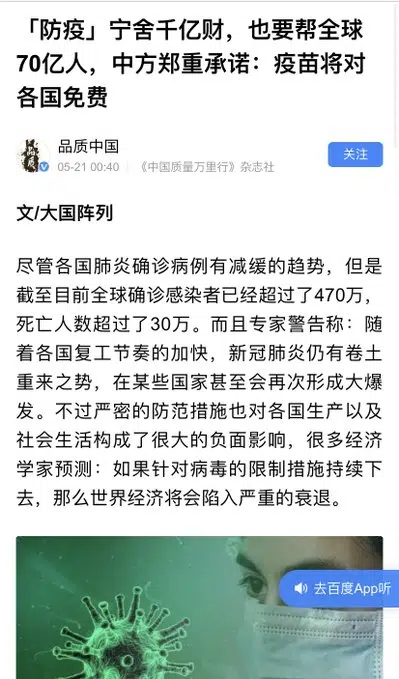 「防疫」宁舍千亿财，也要帮全球
70亿人，中方郑重承诺：疫苗将对
各国免费
品质中国
05-21 00:40 《中国质量万里行》杂志社
关注
文/大国阵列
尽管各国肺炎确诊病例有减缓的趋势，但是
截至目前全球确诊感染者已经超过了470万，
死亡人数超过了30万。而且专家警告称：随
着各国复工节奏的加快，新冠肺炎仍有卷土
重来之势，在某些国家甚至会再次形成大爆
发。不过严密的防范措施也对各国生产以及
社会生活构成了很大的负面影响，很多经济
学家预测：如果针对病毒的限制措施持续下
去，那么世界经济将会陷入严重的衰退。
去百度App听